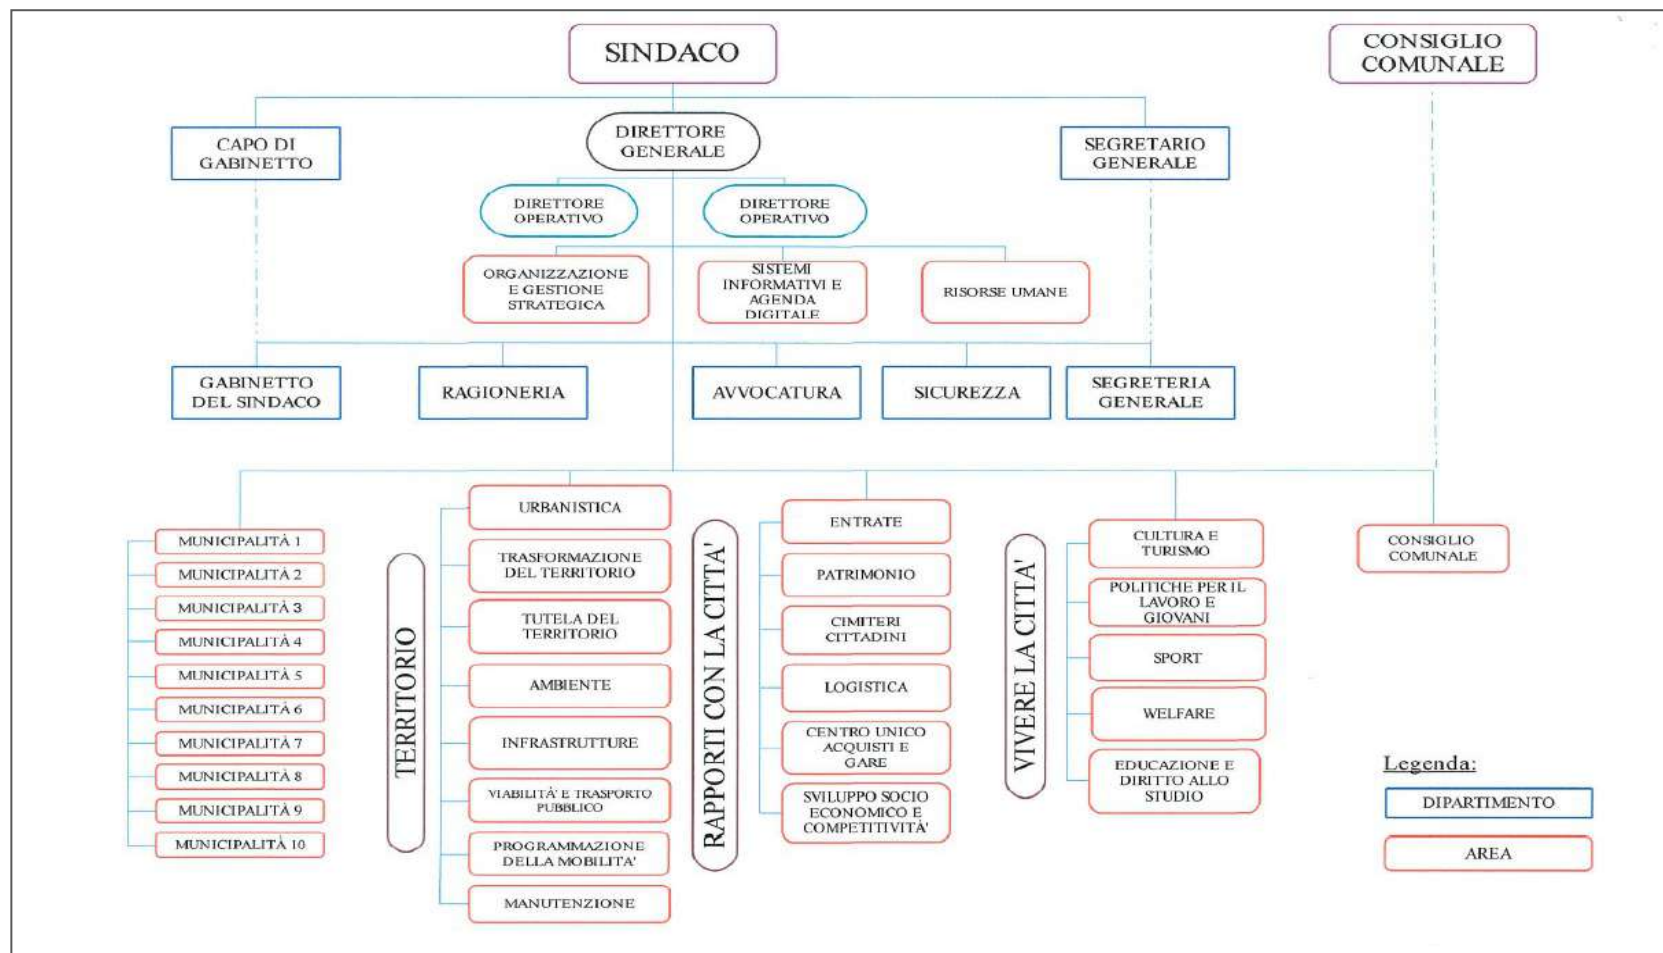 SINDACO
CONSIGLIO
COMUNALE
CAPO DI
GABINETTO
DIRETTORE
GENERALE
SEGRETARIO
GENERALE
DIRETTORE
OPERATIVO
DIRETTORE
OPERATIVO
ORGANIZZAZIONE
E GESTIONE
STRATEGICA
SISTEMI
INFORMATIVI E
AGENDA
DIGITALE
RISORSE UMANE
GABINETTO
DEL SINDACO
RAGIONERIA
AVVOCATURA
SICUREZZA
SEGRETERIA
GENERALE
MUNICIPALITÀ 1
MUNICIPALITÀ 2
MUNICIPALITÀ 3
MUNICIPALITÀ 4
MUNICIPALITÀ 5
MUNICIPALITÀ 6
MUNICIPALITÀ 7
MUNICIPALITÀ 8
MUNICIPALITÀ 9
MUNICIPALITÀ 10
TERRITORIO
URBANISTICA
TRASFORMAZIONE
DEL TERRITORIO
TUTELA DEL
TERRITORIO
AMBIENTE
INFRASTRUTTURE
VIABILITÀ' E TRASPORTO
PUBBLICO
PROGRAMMAZIONE
DELLA MOBILITA'
MANUTENZIONE
RAPPORTI CON LA CITTA'
ENTRATE
PATRIMONIO
CIMITERI
CITTADINI
LOGISTICA
CENTRO UNICO
ACQUISTI E
GARE
SVILUPPO SOCIO
ECONOMICO E
COMPETITIVITÀ'
VIVERE LA CITTA'
CULTURA E
TURISMO
POLITICHE PER IL
LAVORO E
GIOVANI
SPORT
WELFARE
EDUCAZIONE E
DIRITTO ALLO
STUDIO
CONSIGLIO
COMUNALE
Legenda:
DIPARTIMENTO
AREA